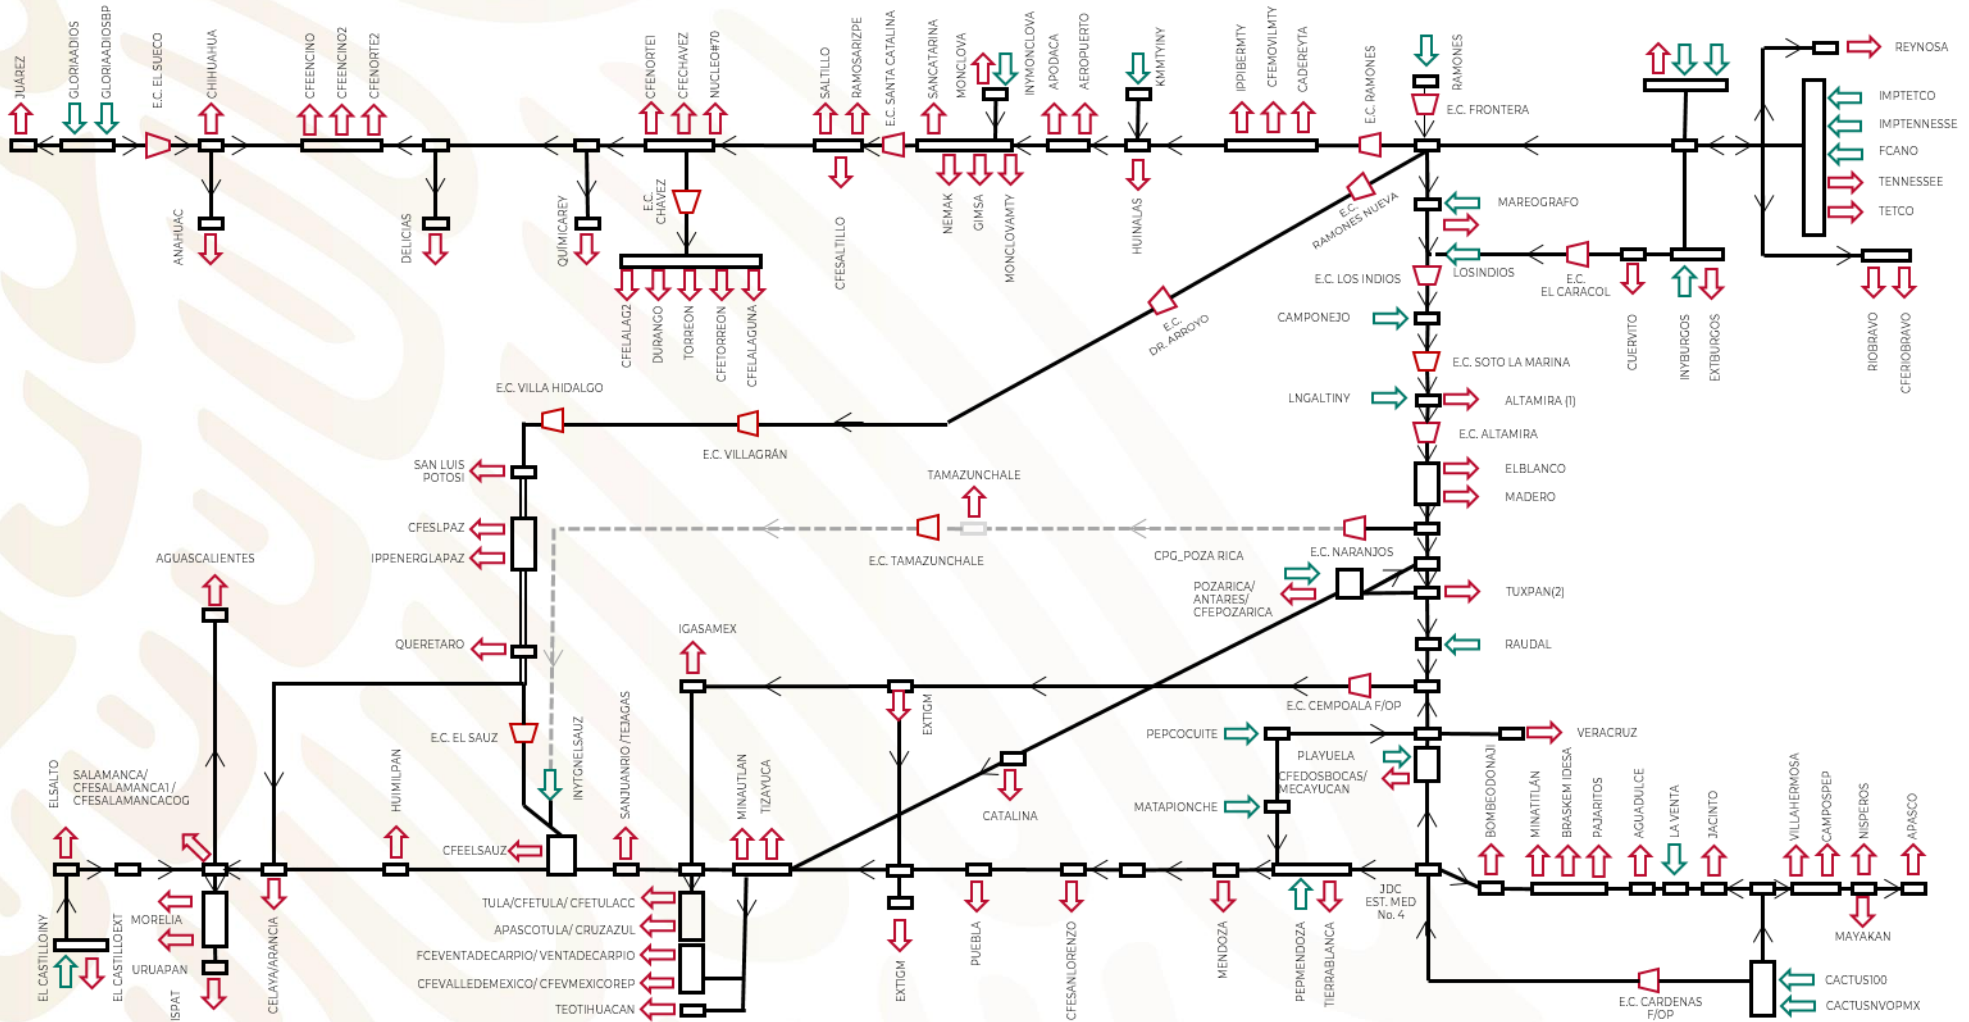 JUÁREZ
GLORIAADIOS
GLORIAADIOSBP
E.C. EL SUECO
CHIHUAHUA
CFEENCINO
CFEENCINO2
CFENORTE2
CFENORTE1
CFECHAVEZ
NUCLEO#70
SALTILLO
RAMOSARIZPE
E.C. SANTA CATALINA
SANCATARINA
MONCLOVA
INYMONCLOVA
APODACA
AEROPUERTO
KMMTYINY
IPPIBERMTY
CFEMOVILMTY
CADEREYTA
E.C. RAMONES
RAMONES
E.C. FRONTERA
REYNOSA
IMPTETCO
IMPTENNESSE
FCANO
TENNESSEE
TETCO
ANAHUAC
DELICIAS
QUÍMICAREY
E.C.
CHAVEZ
CFESALTILLO
NEMAK
GIMSA
MONCLOVAMTY
HUINALAS
E.C.
RAMONES NUEVA
MAREOGRAFO
LOSINDIOS
E.C. LOS INDIOS
E.C.
EL CARACOL
CUERVITO
INYBURGOS
EXTBURGOS
RIOBRAVO
CFERIOBRAVO
CFELALAG2
DURANGO
TORREON
CFETORREON
CFELALAGUNA
E.C.
DR. ARROYO
CAMPONEJO
E.C. SOTO LA MARINA
E.C. VILLA HIDALGO
LNGALTINY
ALTAMIRA (1)
E.C. VILLAGRÁN
E.C. ALTAMIRA
SAN LUIS
POTOSI
TAMAZUNCHALE
ELBLANCO
MADERO
CFESLPAZ
IPPENERGLAPAZ
E.C. TAMAZUNCHALE
CPG_POZA RICA
E.C. NARANJOS
AGUASCALIENTES
POZARICA/
ANTARES/
CFEPOZARICA
TUXPAN(2)
QUERETARO
IGASAMEX
RAUDAL
E.C. CEMPOALA F/OP
EXTIGM
E.C. EL SAUZ
INYTGNELSAUZ
SANJUANRIO /TEJAGAS
PEPCOCUITE
VERACRUZ
PLAYUELA
CFEDOSBOCAS/
MECAYUCAN
MATAPIONCHE
CATALINA
ELSALTO
SALAMANCA/
CFESALAMANCA1/
CFESALAMANCACOG
HUIMILPAN
MINAUTLAN
TIZAYUCA
BOMBEODONAJI
MINATITLÁN
BRASKEM IDESA
PAJARITOS
AGUADULCE
LA VENTA
JACINTO
VILLAHERMOSA
CAMPOSPEP
NISPEROS
APASCO
CFEELSAUZ
JDC
EST. MED
No. 4
MORELIA
URUAPAN
EL CASTILLOINY
EL CASTILLOEXT
ISPAT
CELAYA/ARANCIA
TULA/CFETULA/ CFETULACC
APASCOTULA/ CRUZAZUL
FCEVENTADECARPIO/ VENTADECARPIO
CFEVALLEDEMEXICO/ CFEVMEXICOREP
TEOTIHUACAN
EXTIGM
PUEBLA
CFESANLORENZO
MENDOZA
PEPMENDOZA
TIERRABLANCA
MAYAKAN
E.C. CARDENAS
F/OP
CACTUS100
CACTUSNVOPMX